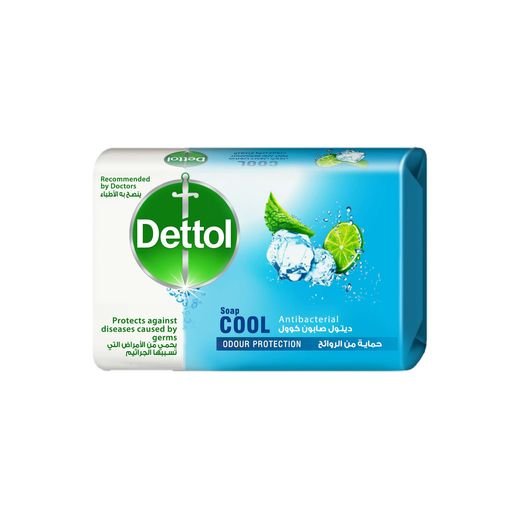 Recommended
by Doctors
ينصح به الأطباء
Dettol
Protects against
diseases caused by
germs
يحمي من الأمراض التي
تسببها الجراثيم
Soap
COOL
Antibacterial
ديتول صابون كوول
ODOUR PROTECTION
حماية من الروائح